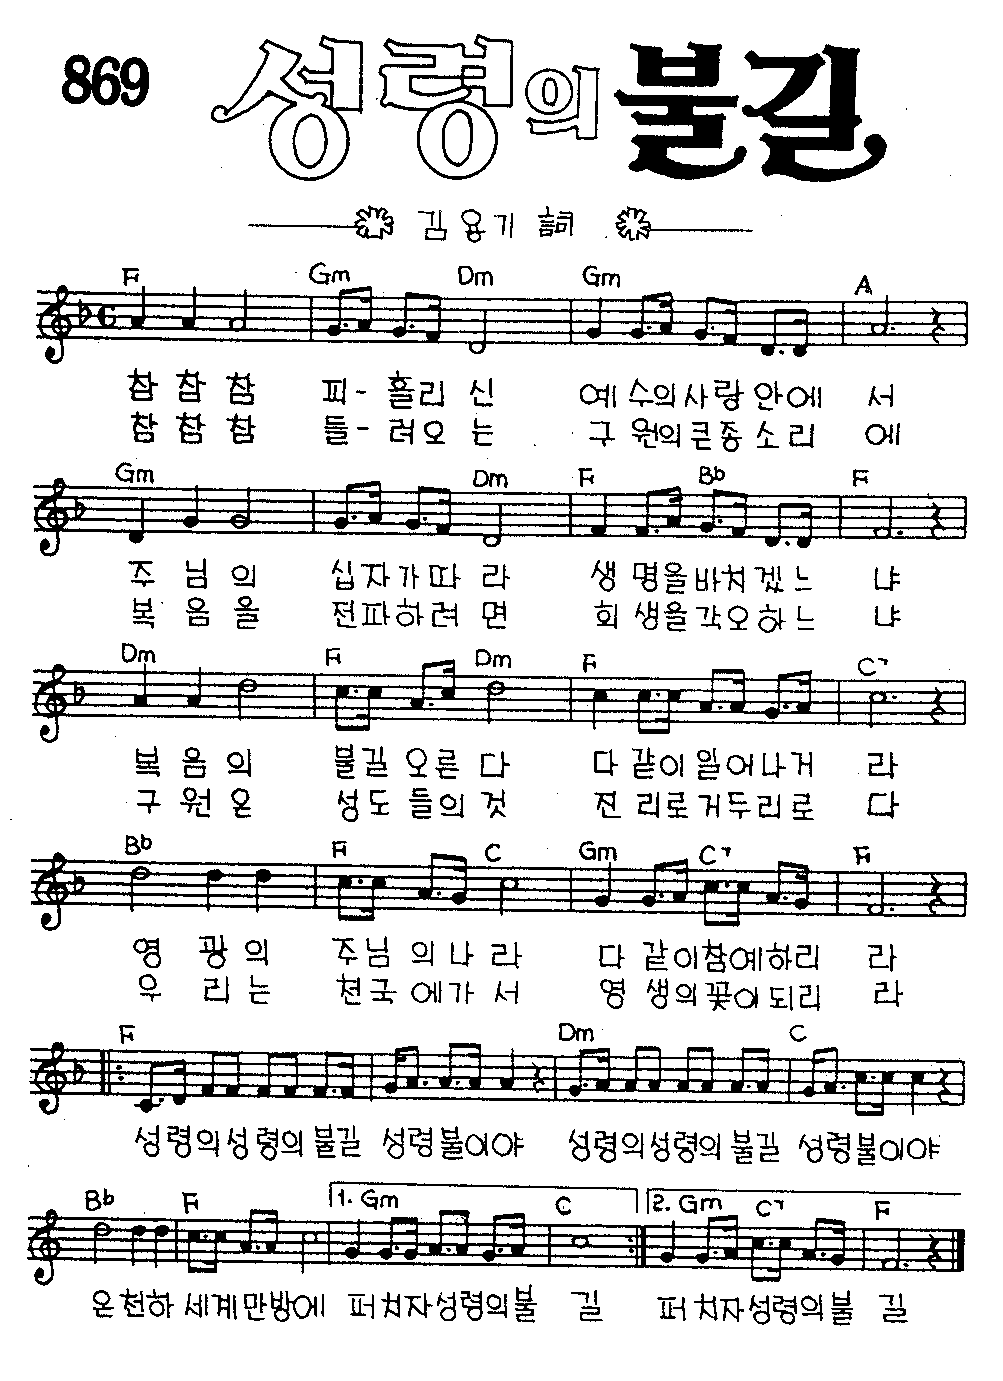 869 성령의 불길
김용기 詞
F Gm Dm Gm A
참 참 참 피- 흘리 신 예 수의 사랑 안에 서
참 참 참 들- 려오 는 구 원의 큰종 소리 에
Gm Dm F Bb F
주 님 의 십자가따 라 생 명을바쳐겠느 냐
복 음 을 전파하려 면 희 생을각오하느 냐
Dm F Dm F C7
복 음 의 불길오른 다 다 같이일어나거 라
구 원 온 성도들의 것 진 리로거두리로 다
Bb F C Gm C7 F
영 광 의 주님의나 라 다 같이참예하리 라
우 리 는 천국에가 서 영 생의꽃이되리 라
F Dm C
성령의성령의 불길 성령불이야 성령의성령의 불길 성령불이야
Bb F 1. Gm C 2. Gm C7 F
온천하 세계만방에 퍼쳐자성령의불 길 퍼쳐자성령의불 길